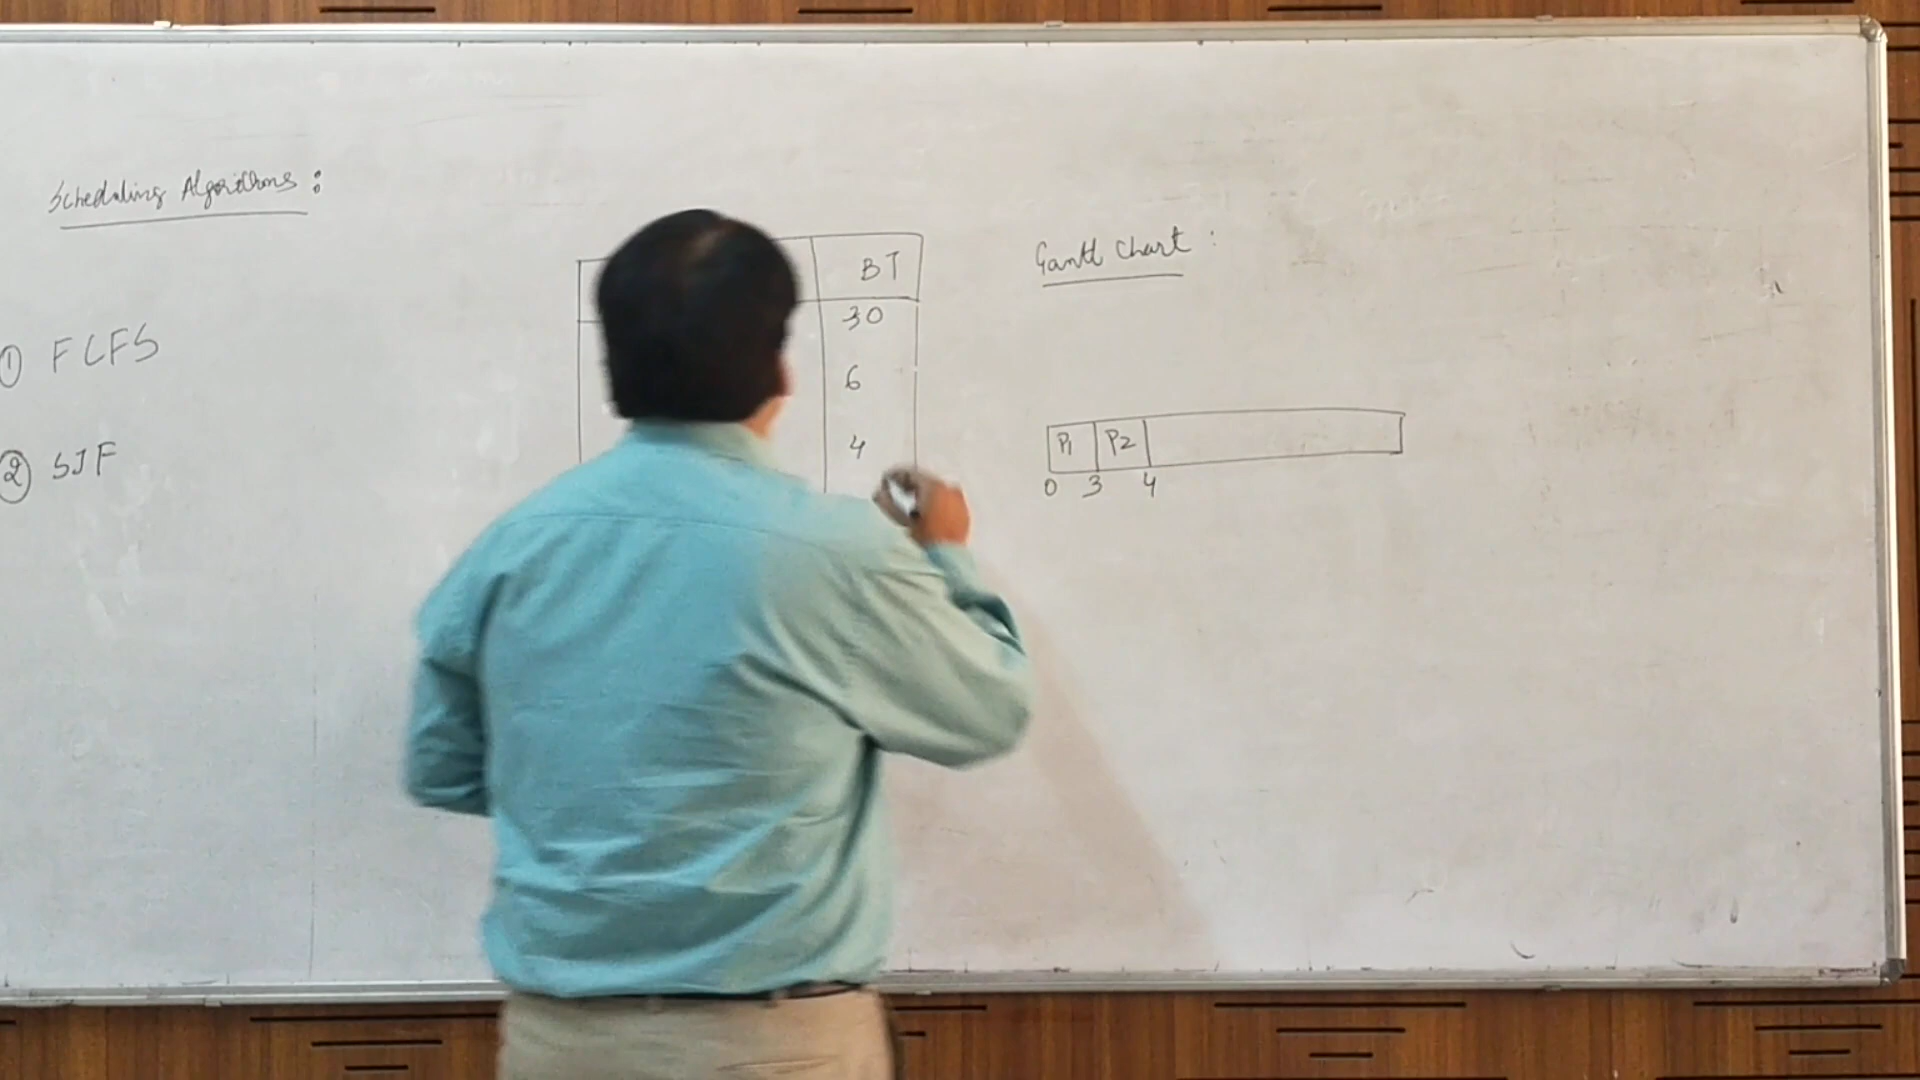 Scheduling Algorithms :
① FCFS
② SJF
BT
30
6
4
Gantt Chart :
P1 P2
0 3 4